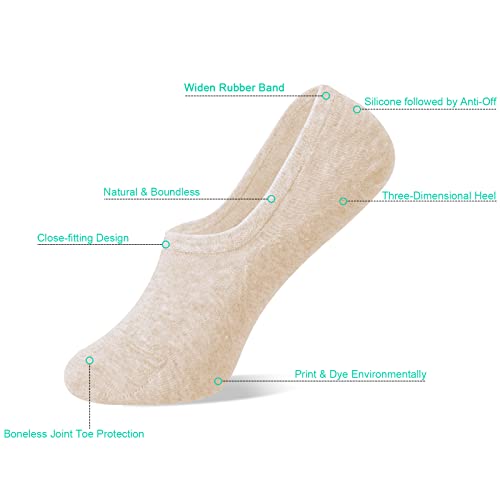 Widen Rubber Band
Silicone followed by Anti-Off
Natural & Boundless
Three-Dimensional Heel
Close-fitting Design
Print & Dye Environmentally
Boneless Joint Toe Protection